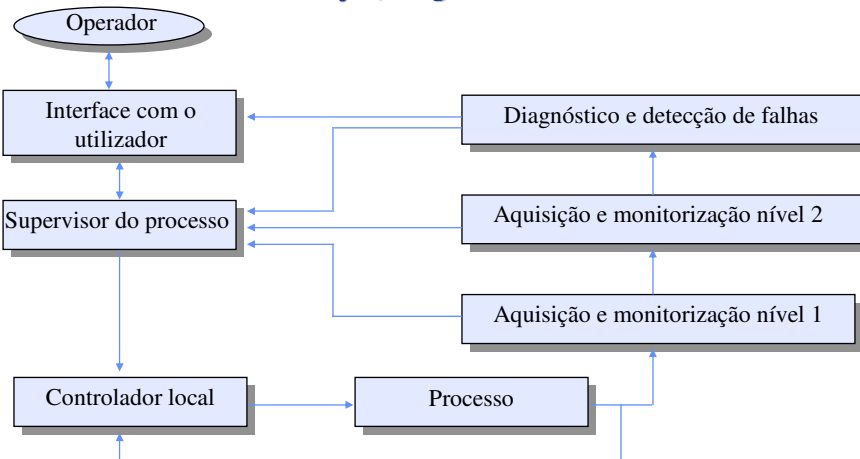 Operador
Interface com o
utilizador
Diagnóstico e detecção de falhas
Supervisor do processo
Aquisição e monitorização nível 2
Aquisição e monitorização nível 1
Controlador local
Processo